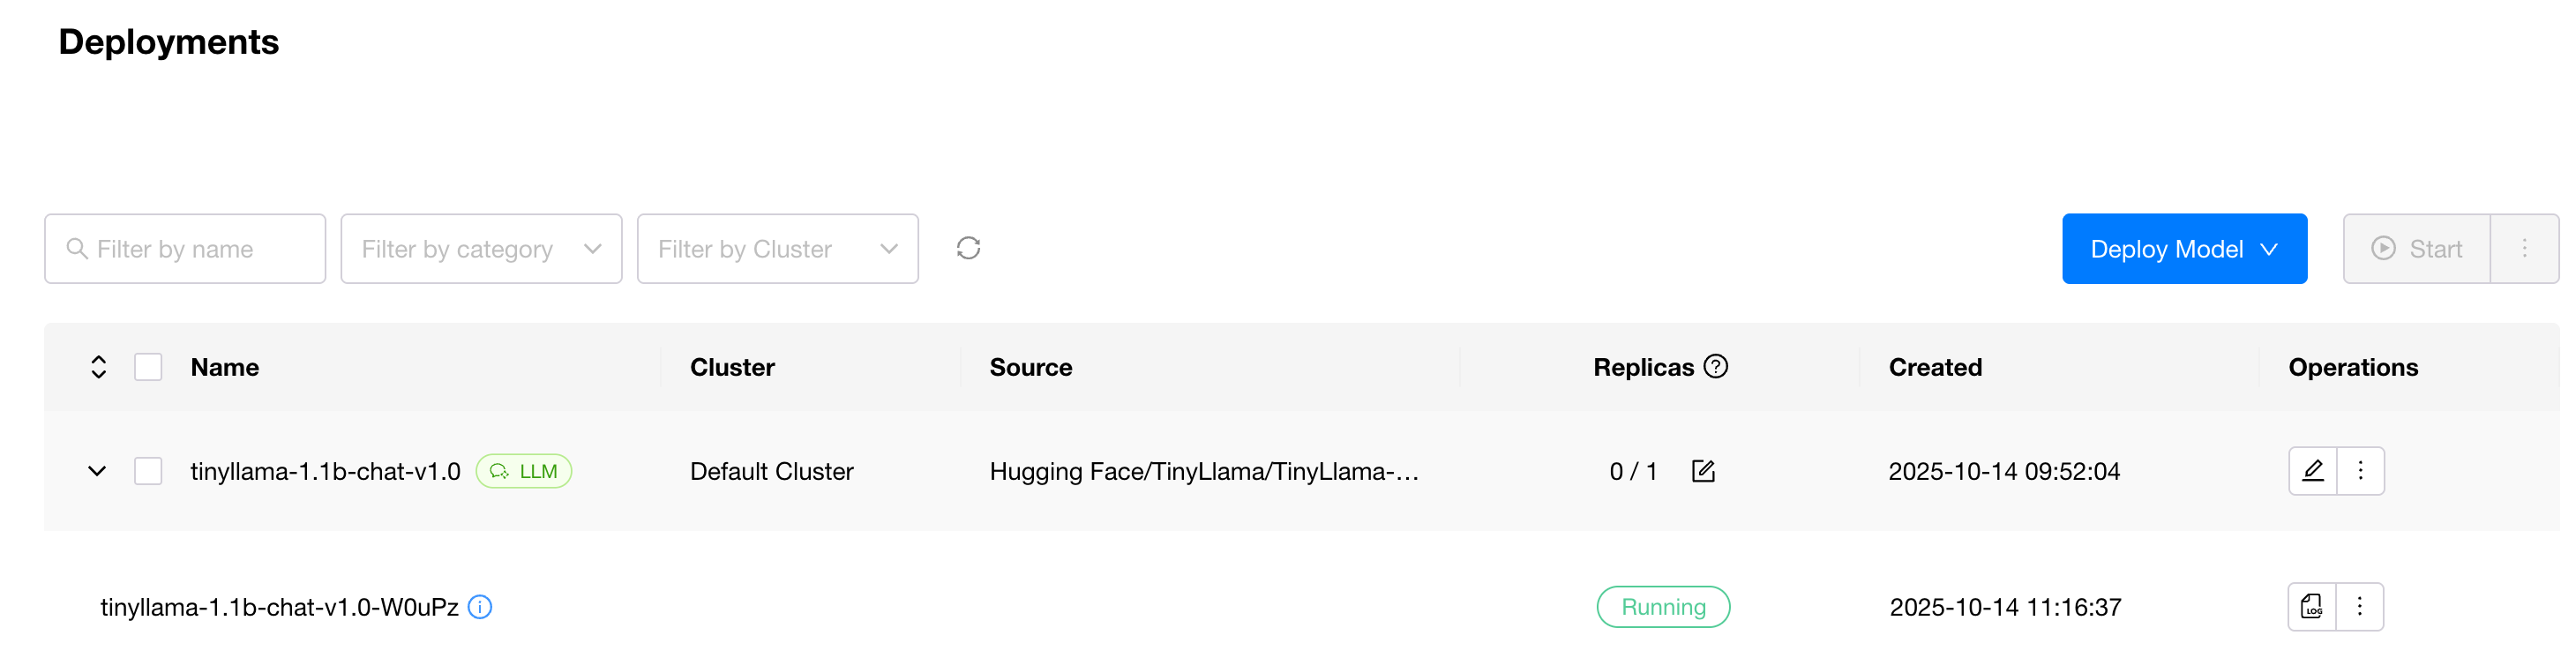 Deployments
Filter by name Filter by category Filter by Cluster Deploy Model Start
Name Cluster Source Replicas Created Operations
tinyllama-1.1b-chat-v1.0 LLM Default Cluster Hugging Face/TinyLlama/TinyLlama-... 0 / 1 2025-10-14 09:52:04
tinyllama-1.1b-chat-v1.0-W0uPz Running 2025-10-14 11:16:37 LOG